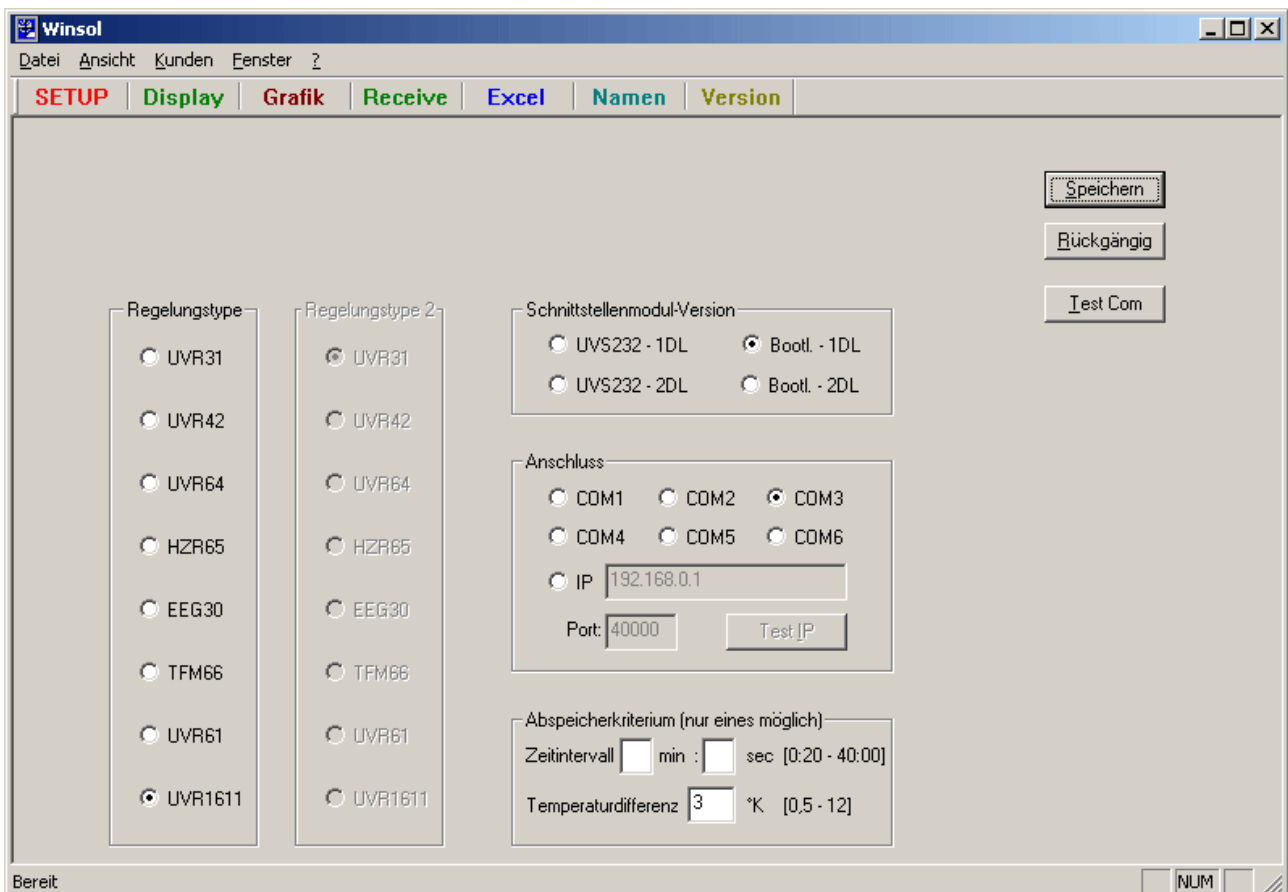 Winsol
Datei Ansicht Kunden Fenster ?
SETUP Display Grafik Receive Excel Namen Version
Speichern
Rückgängig
Test Com
Regelungstype
UVR31
UVR42
UVR64
HZR65
EEG30
TFM66
UVR61
UVR1611
Regelungstype 2
UVR31
UVR42
UVR64
HZR65
EEG30
TFM66
UVR61
UVR1611
Schnittstellenmodul-Version
UVS232 - 1DL Bootl. - 1DL
UVS232 - 2DL Bootl. - 2DL
Anschluss
COM1 COM2 COM3
COM4 COM5 COM6
IP 192.168.0.1
Port: 40000 Test IP
Abspeicherkriterium (nur eines möglich)
Zeitintervall min : sec [0:20 - 40:00]
Temperaturdifferenz 3 °K [0,5 - 12]
Bereit NUM